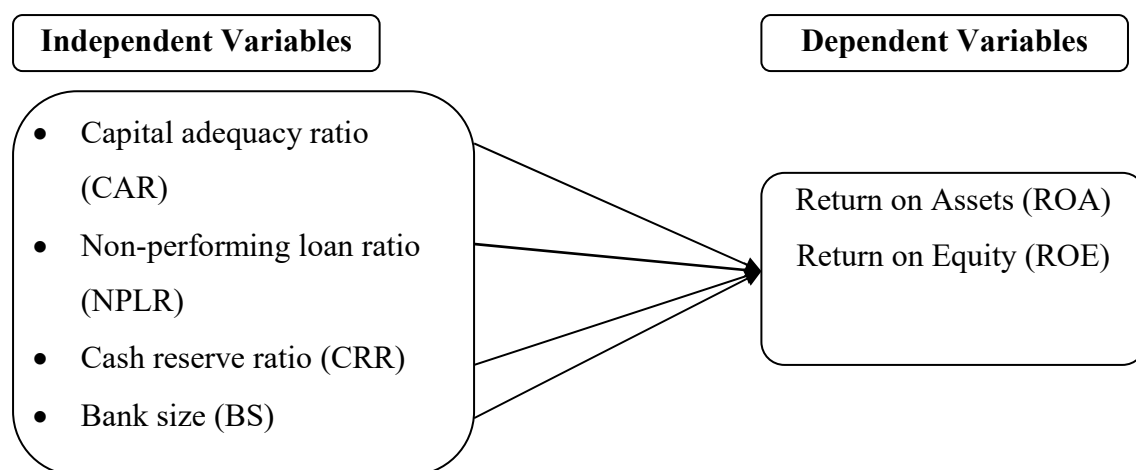 Independent Variables
Dependent Variables
• Capital adequacy ratio
(CAR)
• Non-performing loan ratio
(NPLR)
• Cash reserve ratio (CRR)
• Bank size (BS)
Return on Assets (ROA)
Return on Equity (ROE)